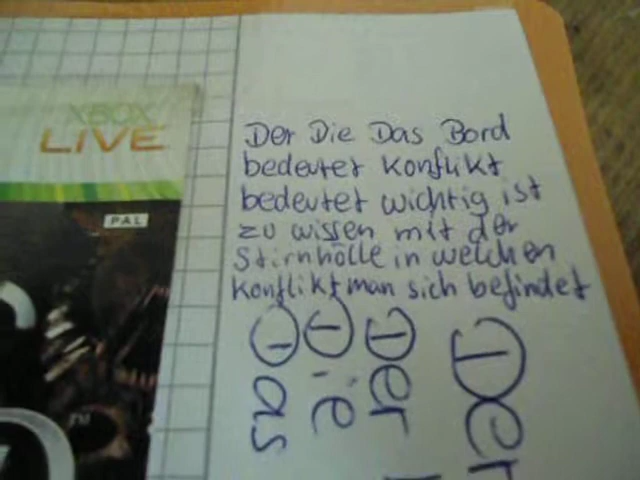 XBOX
LIVE
PAL
Der Die Das Bord
bedeutet Konflikt
bedeutet wichtig ist
zu wissen mit der
Stirnhölle in welchen
Konflikt man sich befindet
Das
Die
Der
Der